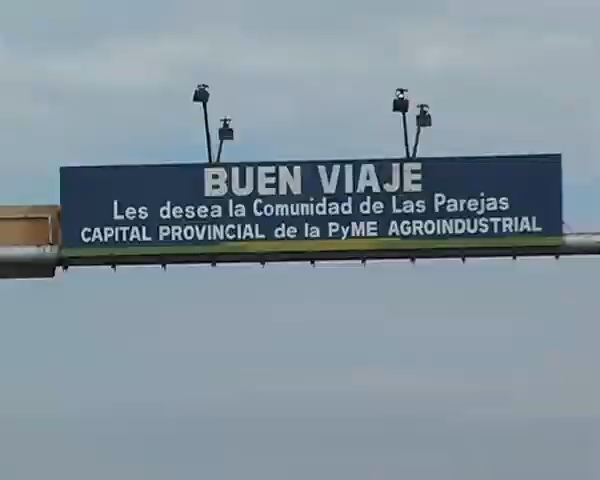 BUEN VIAJE
Les desea la Comunidad de Las Parejas
CAPITAL PROVINCIAL de la PyME AGROINDUSTRIAL